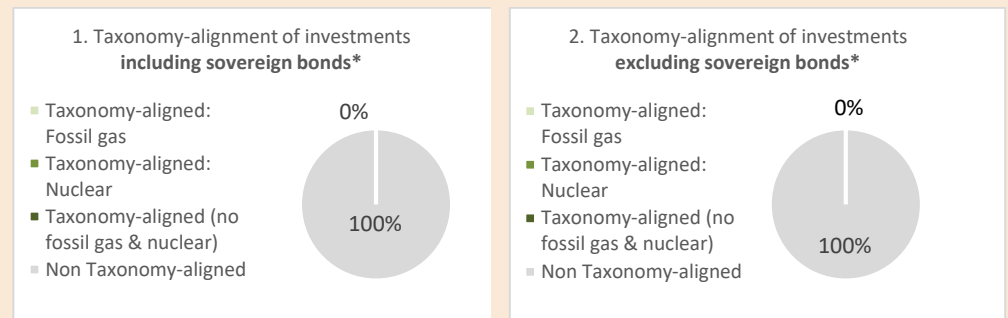 1. Taxonomy-alignment of investments
including sovereign bonds*
Taxonomy-aligned:
Fossil gas
Taxonomy-aligned:
Nuclear
Taxonomy-aligned (no
fossil gas & nuclear)
Non Taxonomy-aligned
0%
100%
2. Taxonomy-alignment of investments
excluding sovereign bonds*
Taxonomy-aligned:
Fossil gas
Taxonomy-aligned:
Nuclear
Taxonomy-aligned (no
fossil gas & nuclear)
Non Taxonomy-aligned
0%
100%